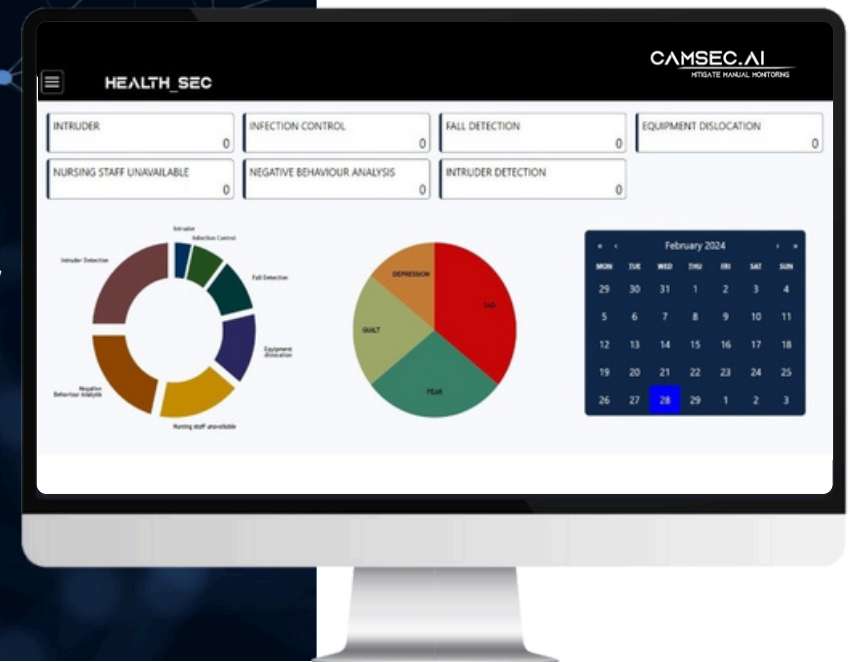 CAMSEC.AI
MITIGATE MANUAL MONITORING
HEALTH_SEC
INTRUDER
0
INFECTION CONTROL
0
FALL DETECTION
0
EQUIPMENT DISLOCATION
0
NURSING STAFF UNAVAILABLE
0
NEGATIVE BEHAVIOUR ANALYSIS
0
INTRUDER DETECTION
0
Intruder
Infection Control
Intruder Detection
Fall Detection
Equipment
dislocation
Negative
Behaviour Analysis
Nursing staff unavailable
DEPRESSION
SAD
GUILT
FEAR
« ‹ February 2024 › »
MON TUE WED THU FRI SAT SUN
29 30 31 1 2 3 4
5 6 7 8 9 10 11
12 13 14 15 16 17 18
19 20 21 22 23 24 25
26 27 28 29 1 2 3